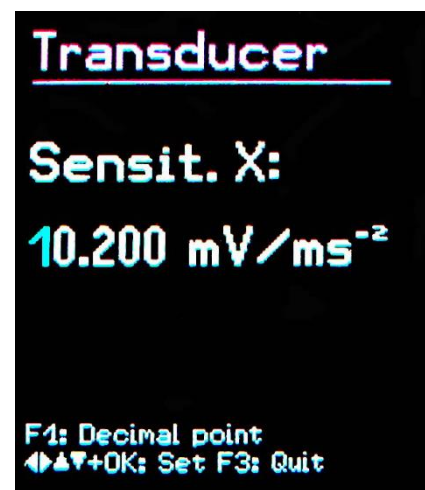 Transducer
Sensit. X:
10.200 mV/ms⁻²
F1: Decimal point
◀▶▲▼+OK: Set F3: Quit